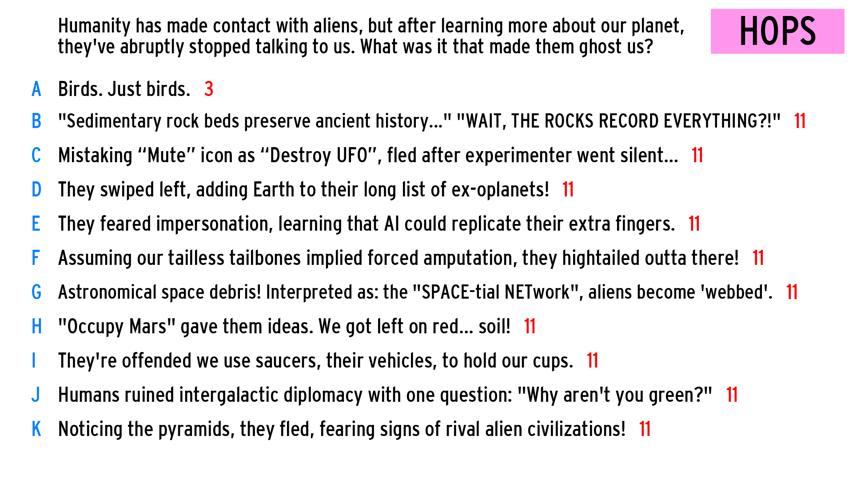 Humanity has made contact with aliens, but after learning more about our planet,
they've abruptly stopped talking to us. What was it that made them ghost us?
HOPS
A Birds. Just birds. 3
B "Sedimentary rock beds preserve ancient history..." "WAIT, THE ROCKS RECORD EVERYTHING?!" 11
C Mistaking “Mute” icon as “Destroy UFO”, fled after experimenter went silent... 11
D They swiped left, adding Earth to their long list of ex-oplanets! 11
E They feared impersonation, learning that AI could replicate their extra fingers. 11
F Assuming our tailless tailbones implied forced amputation, they hightailed outta there! 11
G Astronomical space debris! Interpreted as: the "SPACE-tial NETwork", aliens become 'webbed'. 11
H "Occupy Mars" gave them ideas. We got left on red... soil! 11
I They're offended we use saucers, their vehicles, to hold our cups. 11
J Humans ruined intergalactic diplomacy with one question: "Why aren't you green?" 11
K Noticing the pyramids, they fled, fearing signs of rival alien civilizations! 11